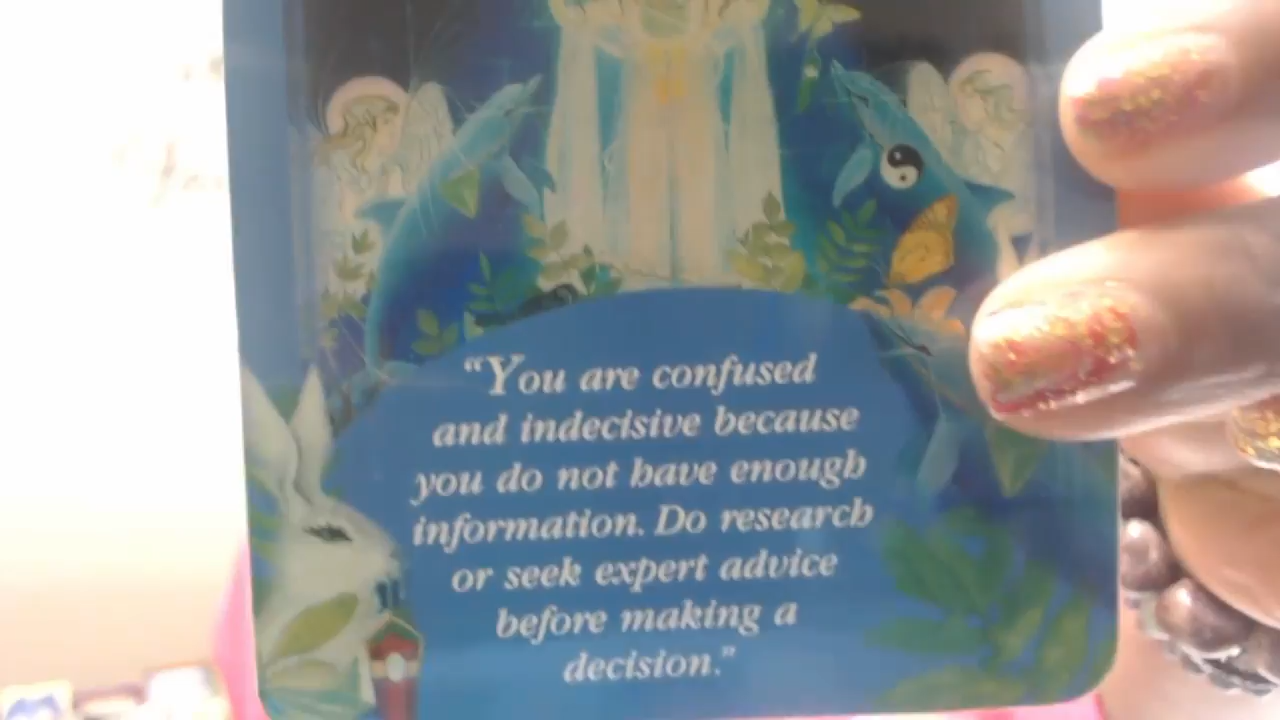 “You are confused
and indecisive because
you do not have enough
information. Do research
or seek expert advice
before making a
decision.”